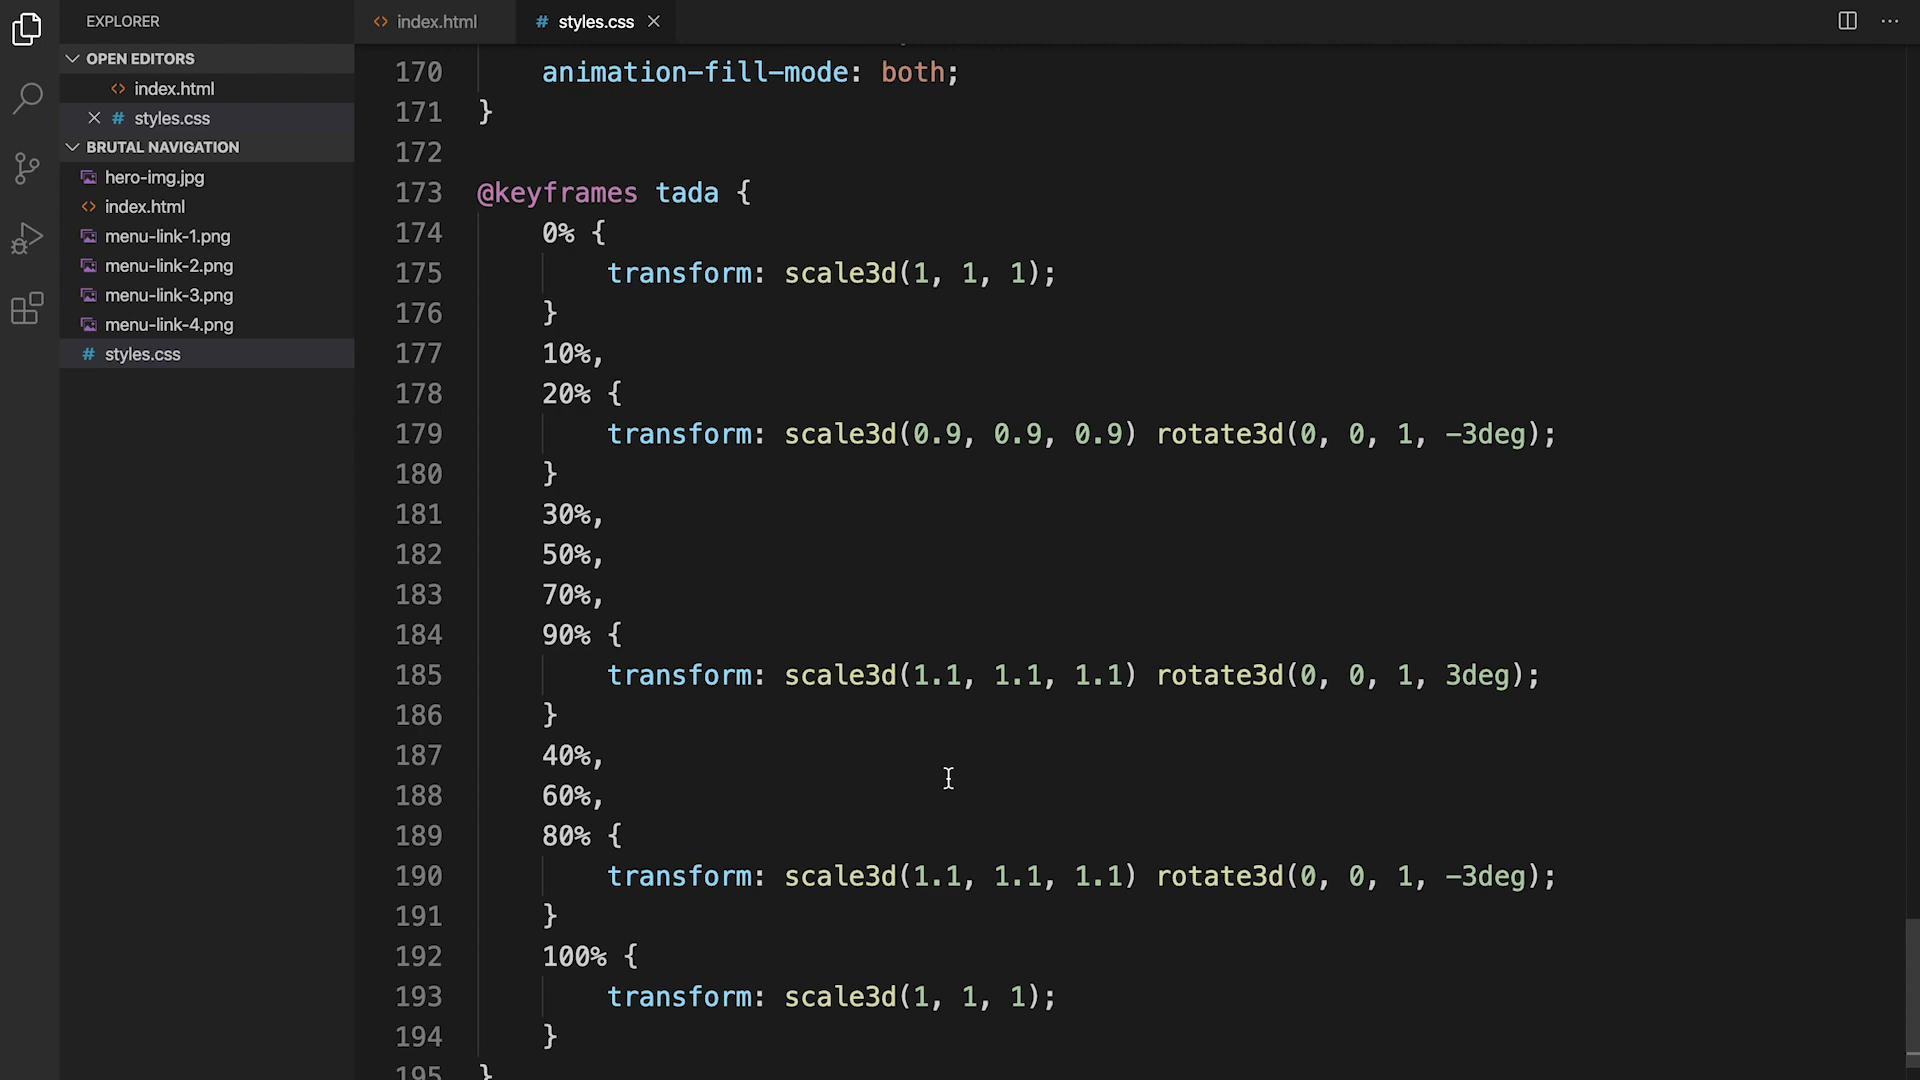 EXPLORER
OPEN EDITORS
<> index.html
# styles.css
BRUTAL NAVIGATION
hero-img.jpg
<> index.html
menu-link-1.png
menu-link-2.png
menu-link-3.png
menu-link-4.png
# styles.css
<> index.html
# styles.css
170 animation-fill-mode: both;
171 }
172
173 @keyframes tada {
174 0% {
175 transform: scale3d(1, 1, 1);
176 }
177 10%,
178 20% {
179 transform: scale3d(0.9, 0.9, 0.9) rotate3d(0, 0, 1, -3deg);
180 }
181 30%,
182 50%,
183 70%,
184 90% {
185 transform: scale3d(1.1, 1.1, 1.1) rotate3d(0, 0, 1, 3deg);
186 }
187 40%,
188 60%,
189 80% {
190 transform: scale3d(1.1, 1.1, 1.1) rotate3d(0, 0, 1, -3deg);
191 }
192 100% {
193 transform: scale3d(1, 1, 1);
194 }
195 }